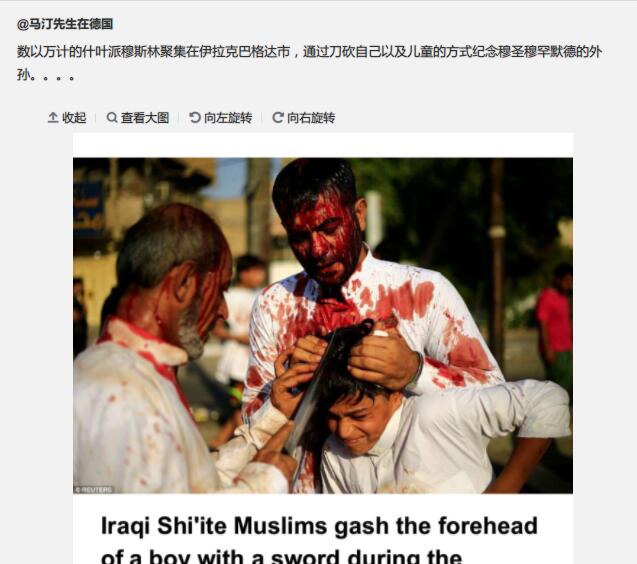 @马汀先生在德国
数以万计的什叶派穆斯林聚集在伊拉克巴格达市，通过刀砍自己以及儿童的方式纪念穆圣穆罕默德的外
孙。。。。
收起 查看大图 向左旋转 向右旋转
© REUTERS
Iraqi Shi'ite Muslims gash the forehead
of a boy with a sword during the